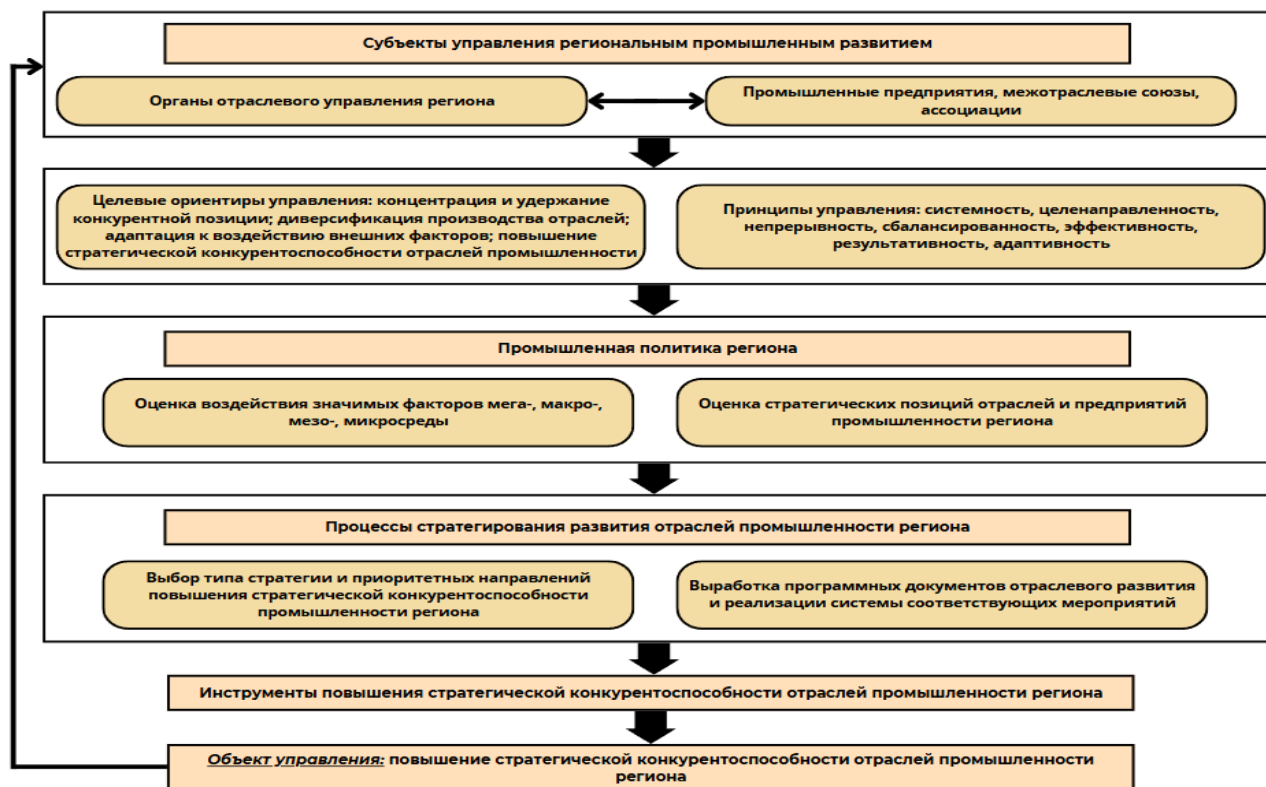 Субъекты управления региональным промышленным развитием
Органы отраслевого управления региона
Промышленные предприятия, межотраслевые союзы,
ассоциации
Целевые ориентиры управления: концентрация и удержание
конкурентной позиции; диверсификация производства отраслей;
адаптация к воздействию внешних факторов; повышение
стратегической конкурентоспособности отраслей промышленности
Принципы управления: системность, целенаправленность,
непрерывность, сбалансированность, эффективность,
результативность, адаптивность
Промышленная политика региона
Оценка воздействия значимых факторов мега-, макро-,
мезо-, микросреды
Оценка стратегических позиций отраслей и предприятий
промышленности региона
Процессы стратегирования развития отраслей промышленности региона
Выбор типа стратегии и приоритетных направлений
повышения стратегической конкурентоспособности
промышленности региона
Выработка программных документов отраслевого развития
и реализации системы соответствующих мероприятий
Инструменты повышения стратегической конкурентоспособности отраслей промышленности региона
Объект управления: повышение стратегической конкурентоспособности отраслей промышленности
региона